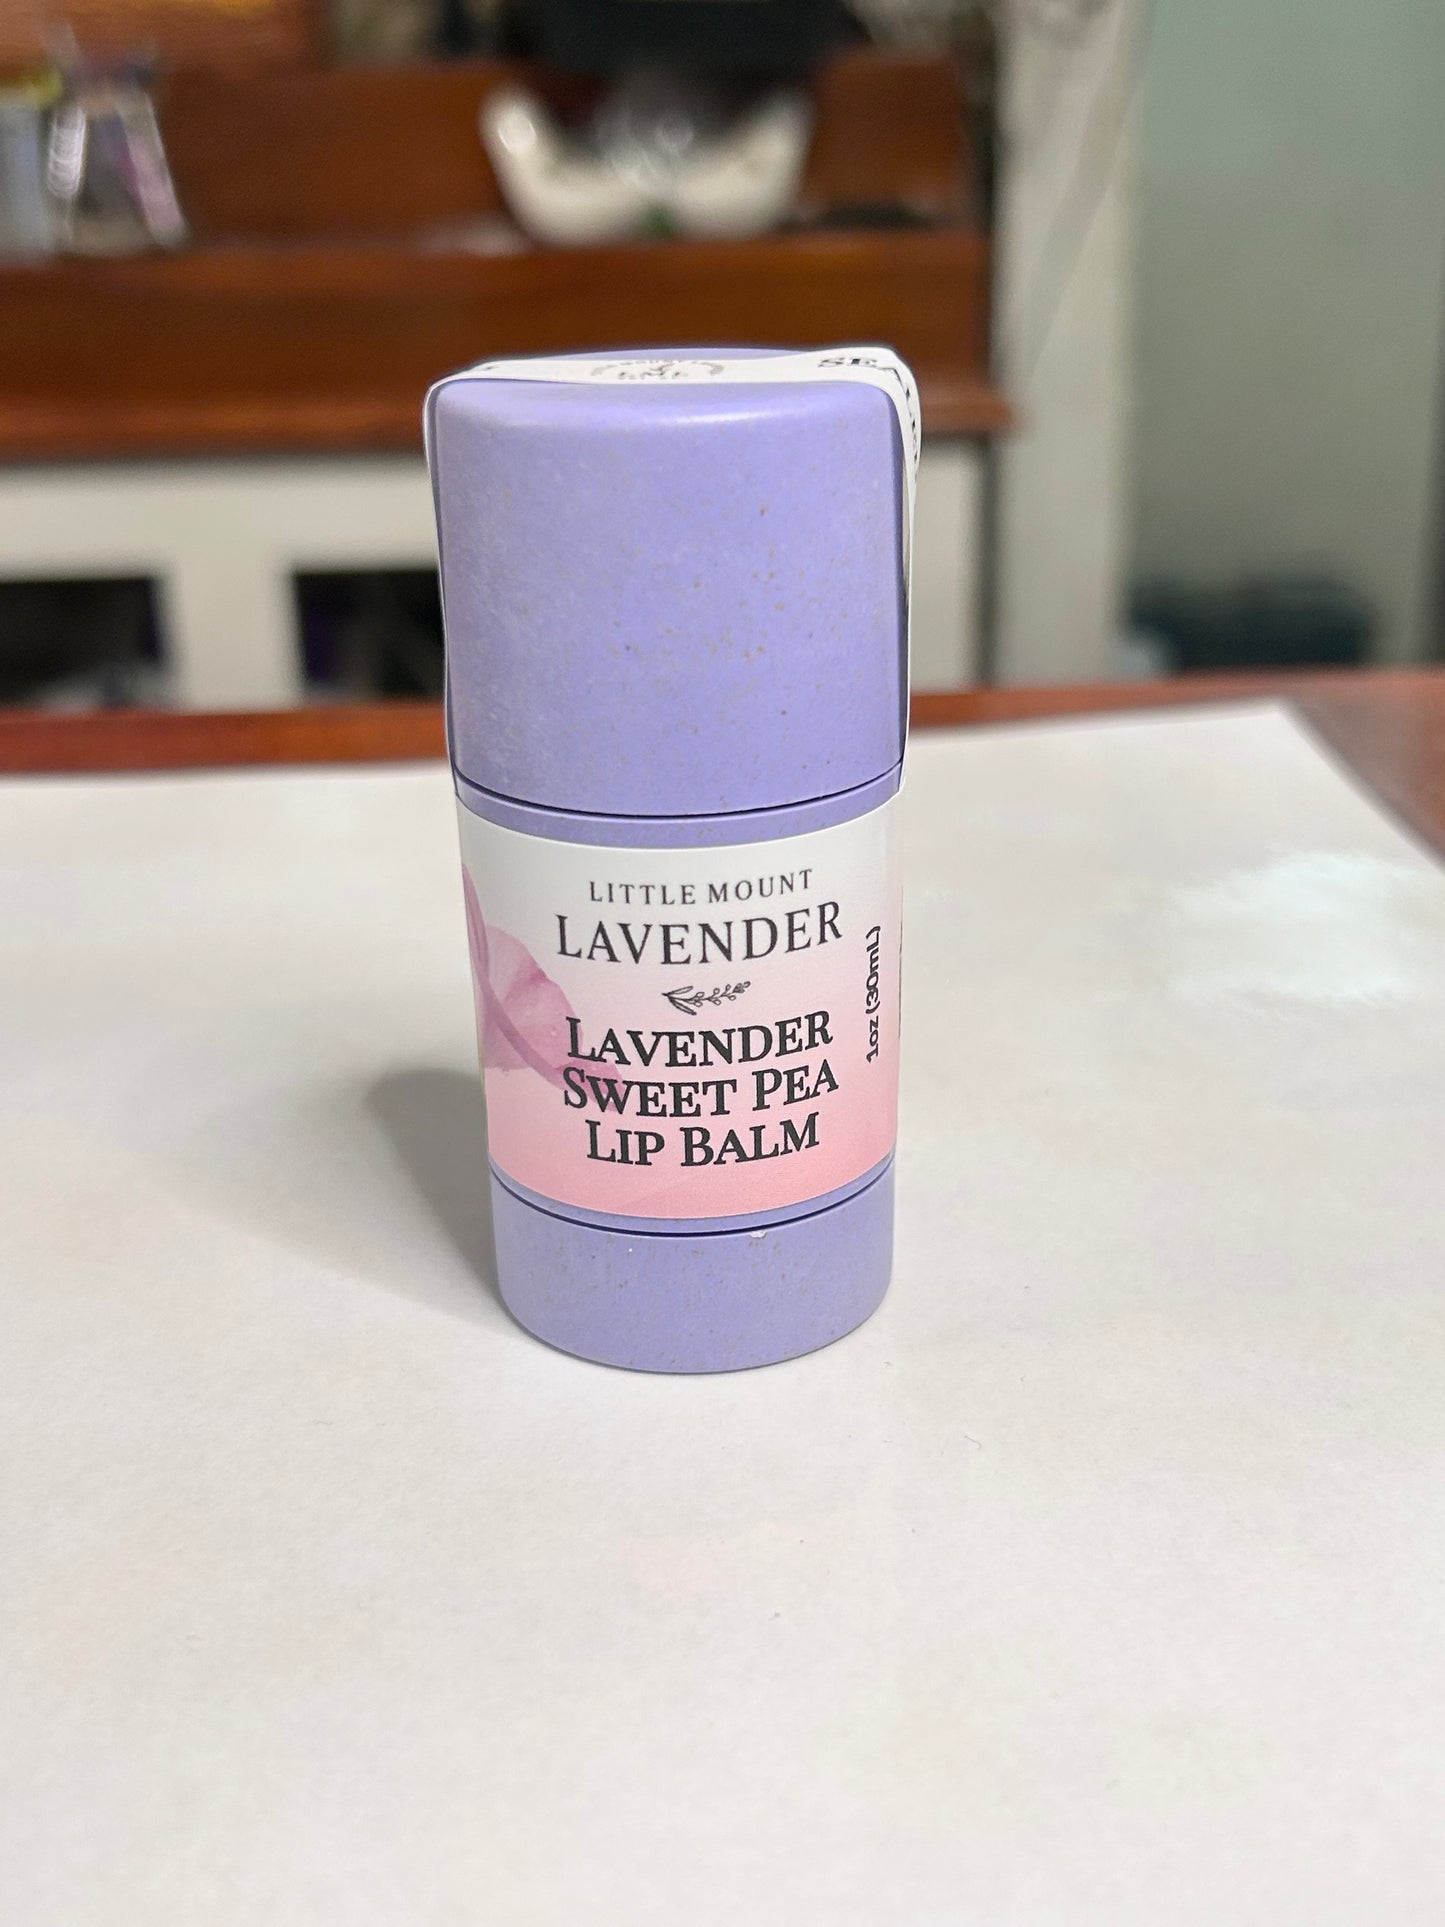 LITTLE MOUNT
LAVENDER
LAVENDER
SWEET PEA
LIP BALM
1oz (30mL)